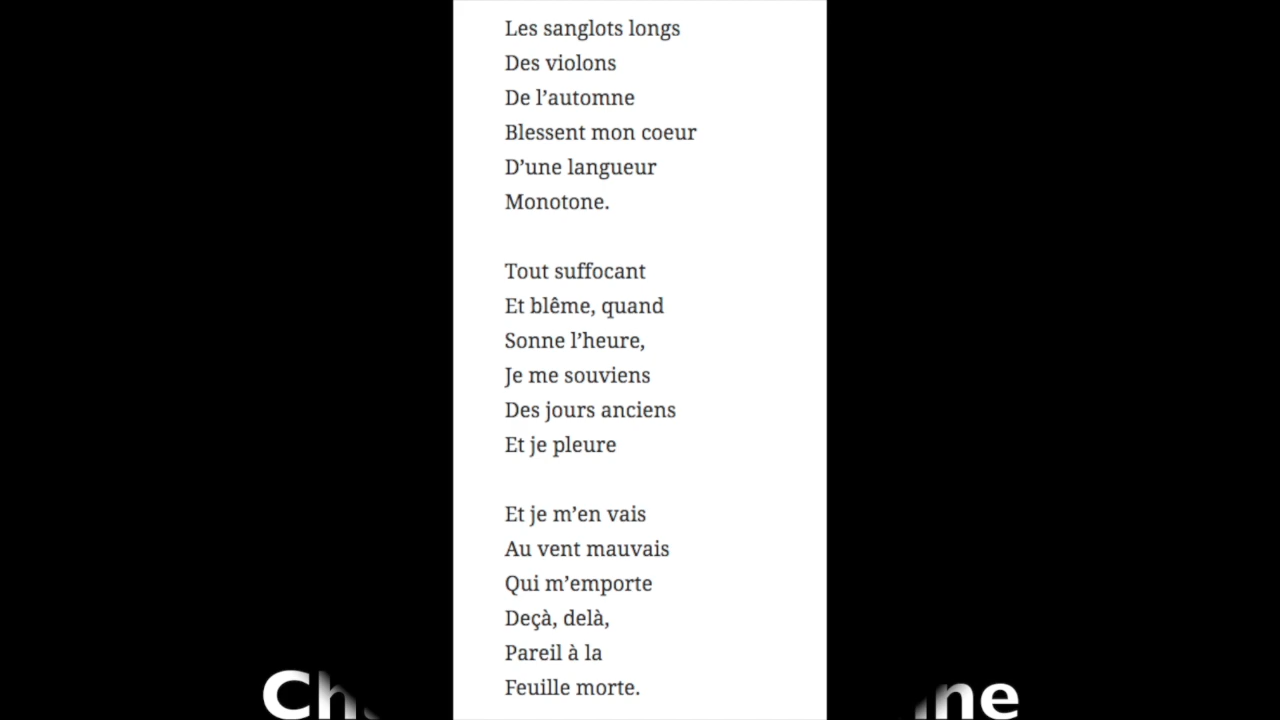 Les sanglots longs
Des violons
De l’automne
Blessent mon coeur
D’une langueur
Monotone.
Tout suffocant
Et blême, quand
Sonne l’heure,
Je me souviens
Des jours anciens
Et je pleure
Et je m’en vais
Au vent mauvais
Qui m’emporte
Deçà, delà,
Pareil à la
Feuille morte.